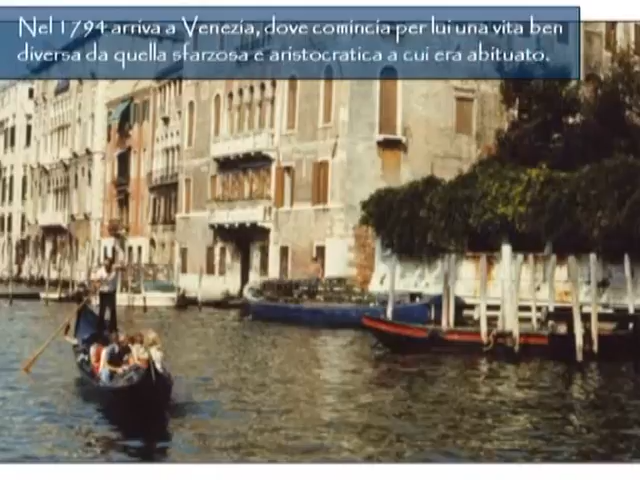 Nel 1794 arriva a Venezia, dove comincia per lui una vita ben
diversa da quella sfarzosa e aristocratica a cui era abituato.